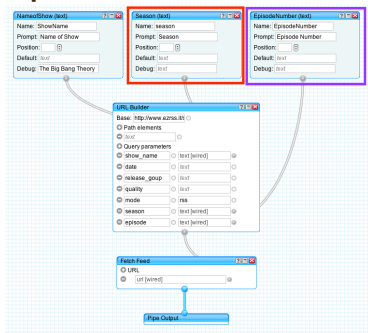 NameofShow (text)
Name: ShowName
Prompt: Name of Show
Position:
Default: text
Debug: The Big Bang Theory
Season (text)
Name: season
Prompt: Season
Position:
Default: text
Debug: text
EpisodeNumber (text)
Name: EpisodeNumber
Prompt: Episode Number
Position:
Default: text
Debug: text
URL Builder
Base: http://www.ezrss.it/
Path elements
text
Query parameters
show_name text [wired]
date text
release_goup text
quality text
mode rss
season text [wired]
episode text [wired]
Fetch Feed
URL
url [wired]
Pipe Output